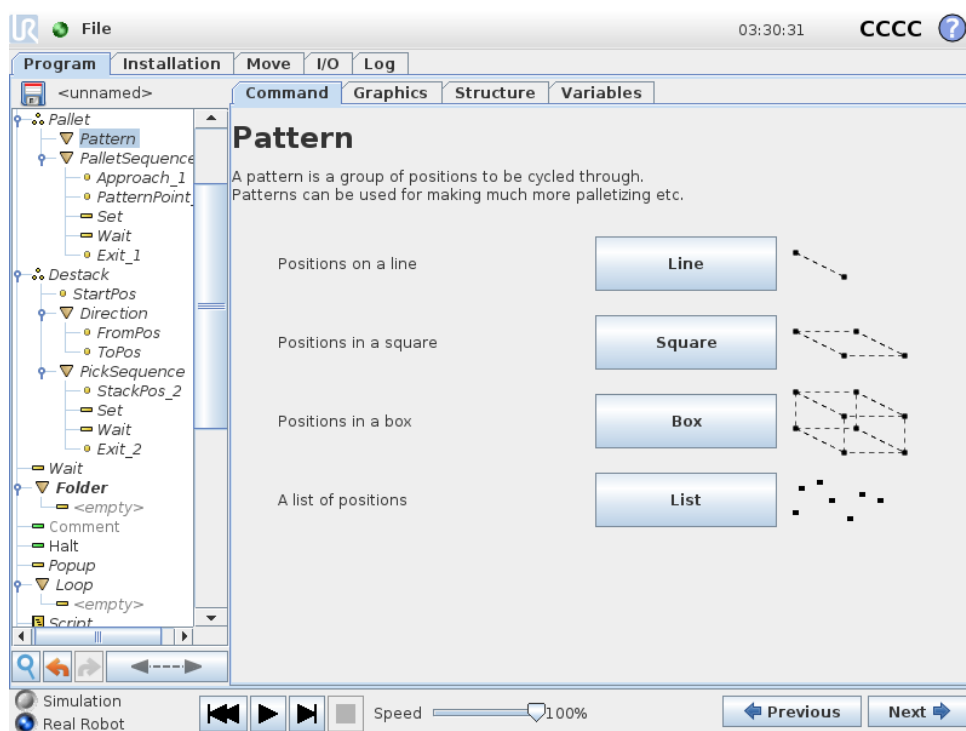 UR File 03:30:31 CCCC ?
Program Installation Move I/O Log
<unnamed> Command Graphics Structure Variables
Pallet
Pattern
PalletSequence
Approach_1
PatternPoint_
Set
Wait
Exit_1
Destack
StartPos
Direction
FromPos
ToPos
PickSequence
StackPos_2
Set
Wait
Exit_2
Wait
Folder
<empty>
Comment
Halt
Popup
Loop
<empty>
Script
Pattern
A pattern is a group of positions to be cycled through.
Patterns can be used for making much more palletizing etc.
Positions on a line Line
Positions in a square Square
Positions in a box Box
A list of positions List
Simulation
Real Robot
Speed 100% Previous Next